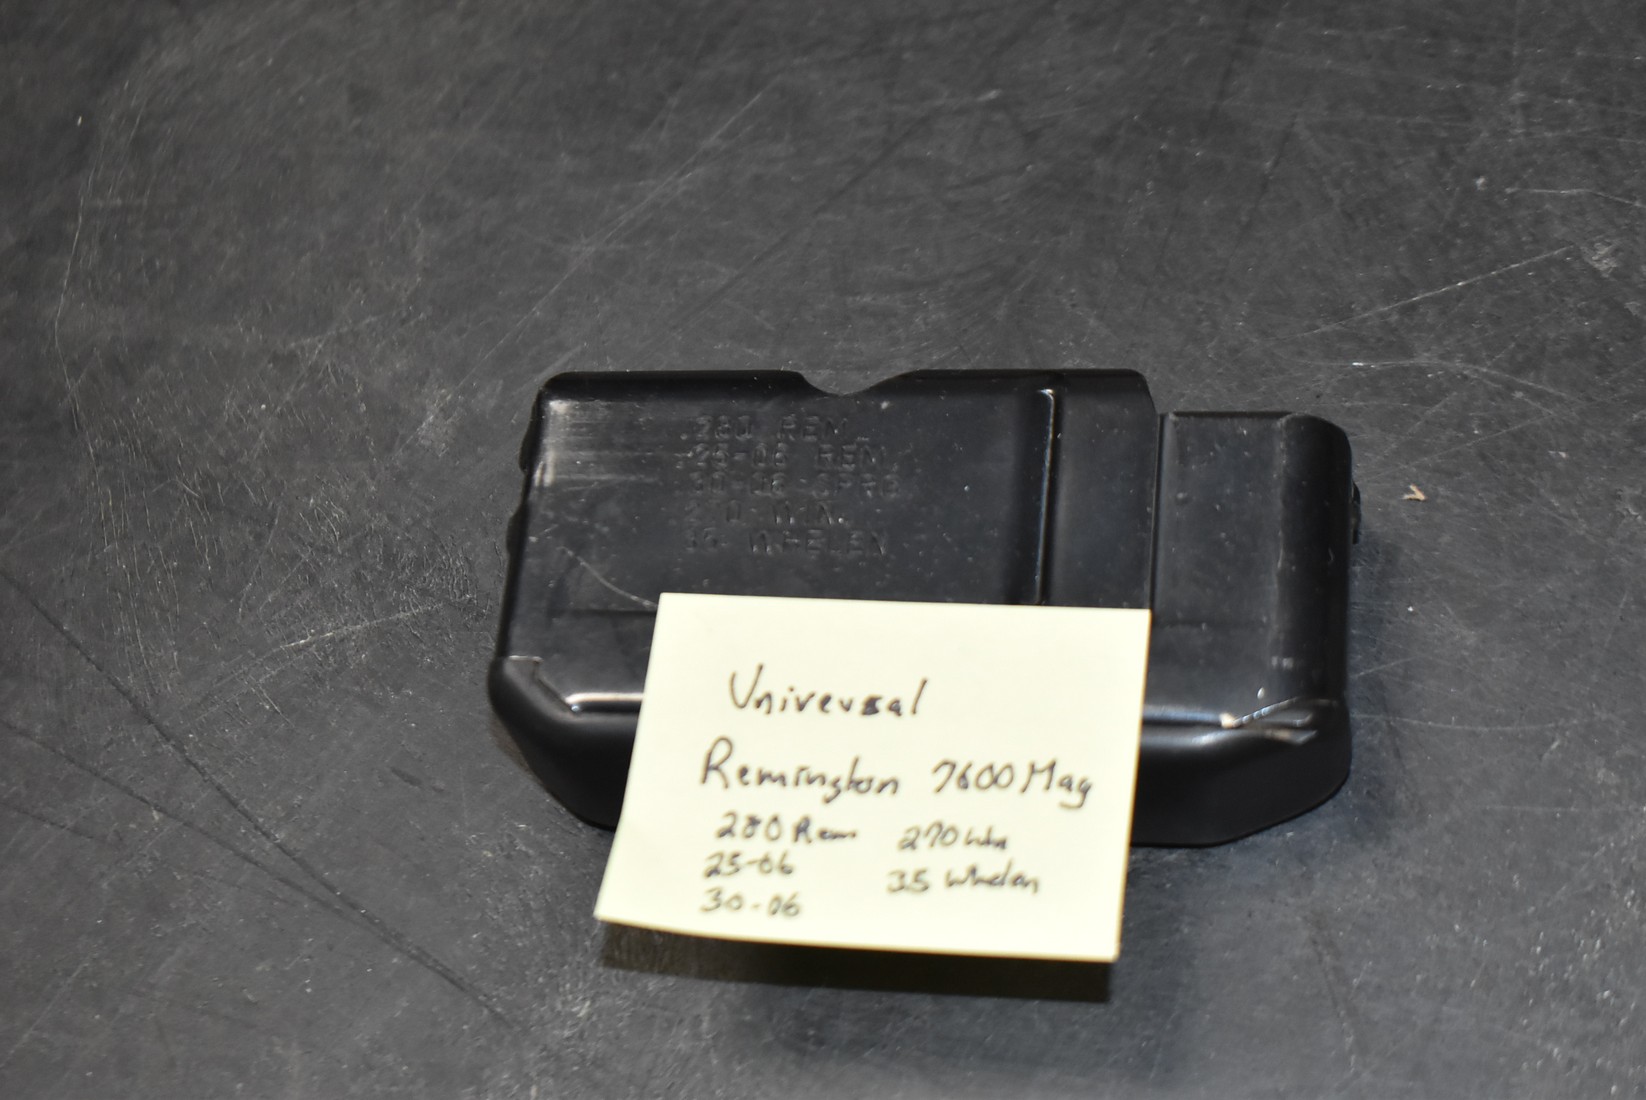 .280 REM.
.25-06 REM.
.30-06 SPRG
270 WIN.
35 WHELEN
Universal
Remington 7600 Mag
280 Rem 270 Win
25-06 35 Whelen
30-06